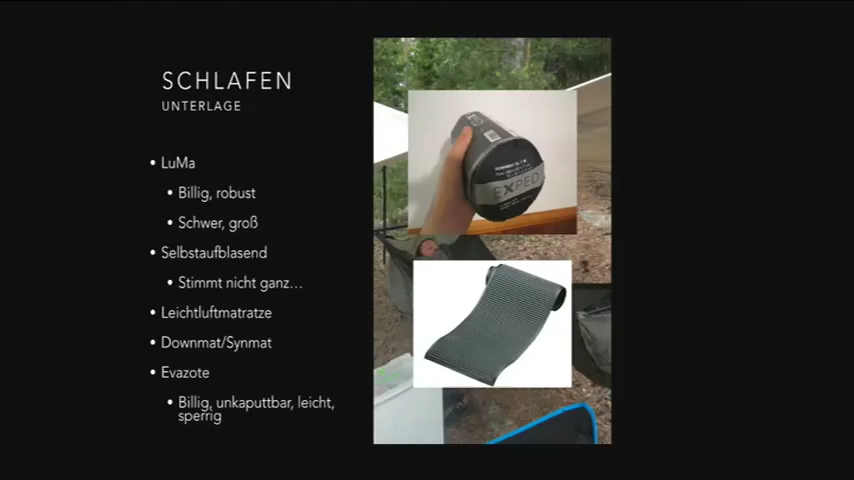 SCHLAFEN
UNTERLAGE
• LuMa
• Billig, robust
• Schwer, groß
• Selbstaufblasend
• Stimmt nicht ganz…
• Leichtluftmatratze
• Downmat/Synmat
• Evazote
• Billig, unkaputtbar, leicht,
sperrig
EXPED